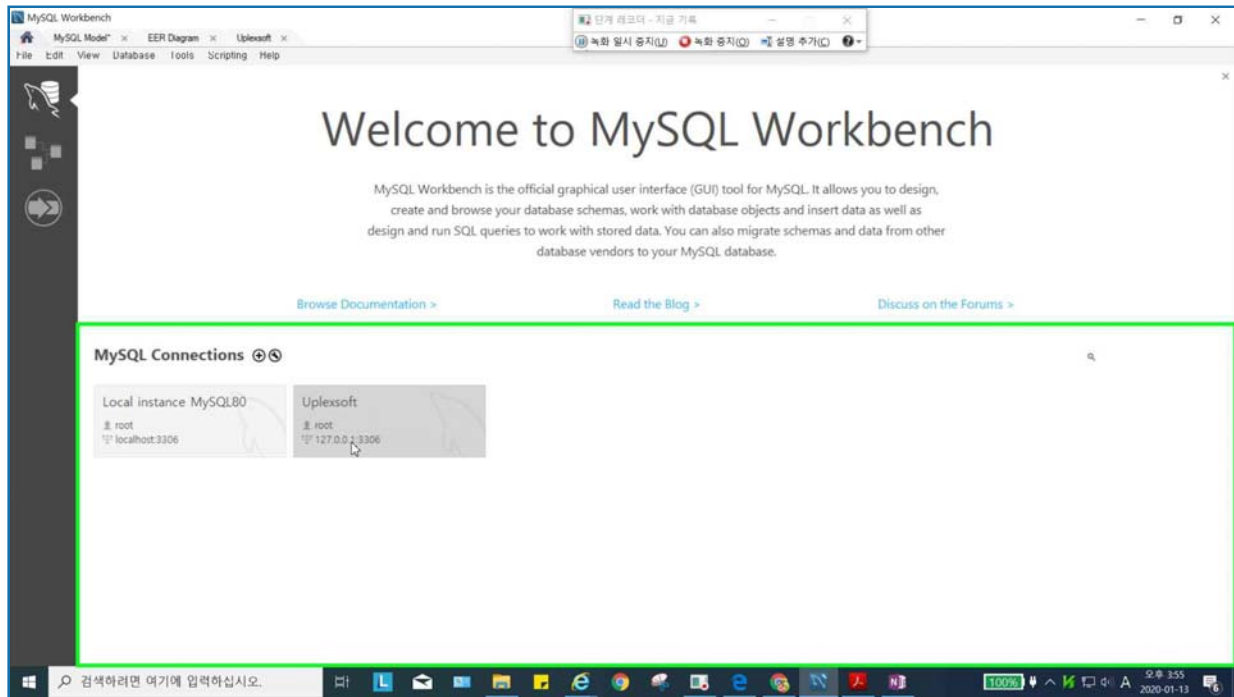 MySQL Workbench
단계 레코더 - 지금 기록
MySQL Model* EER Diagram Uplexsoft
녹화 일시 중지(U) 녹화 중지(O) 설명 추가(C)
File Edit View Database Tools Scripting Help
Welcome to MySQL Workbench
MySQL Workbench is the official graphical user interface (GUI) tool for MySQL. It allows you to design,
create and browse your database schemas, work with database objects and insert data as well as
design and run SQL queries to work with stored data. You can also migrate schemas and data from other
database vendors to your MySQL database.
Browse Documentation > Read the Blog > Discuss on the Forums >
MySQL Connections
Local instance MySQL80
root
localhost:3306
Uplexsoft
root
127.0.0.1:3306
검색하려면 여기에 입력하십시오.
100% A 오후 3:55
2020-01-13